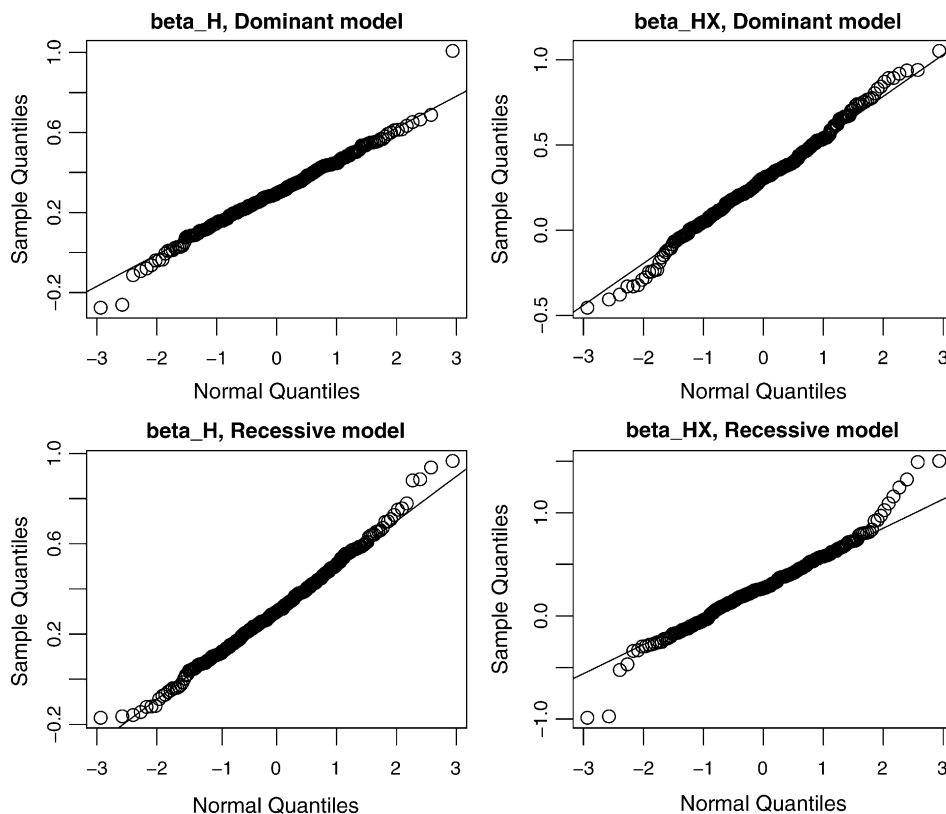 beta_H, Dominant model
Sample Quantiles
1.0
0.6
0.2
−0.2
−3 −2 −1 0 1 2 3
Normal Quantiles
beta_HX, Dominant model
Sample Quantiles
1.0
0.5
0.0
−0.5
−3 −2 −1 0 1 2 3
Normal Quantiles
beta_H, Recessive model
Sample Quantiles
1.0
0.6
0.2
−0.2
−3 −2 −1 0 1 2 3
Normal Quantiles
beta_HX, Recessive model
Sample Quantiles
1.0
0.0
−1.0
−3 −2 −1 0 1 2 3
Normal Quantiles